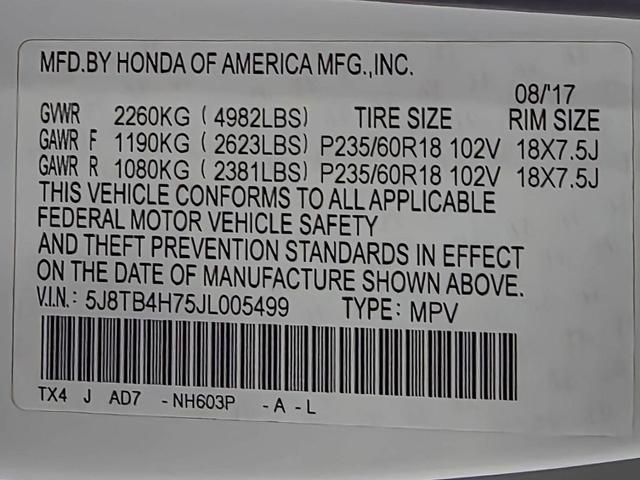 MFD.BY HONDA OF AMERICA MFG.,INC.
08/'17
GVWR 2260KG ( 4982LBS) TIRE SIZE RIM SIZE
GAWR F 1190KG ( 2623LBS) P235/60R18 102V 18X7.5J
GAWR R 1080KG ( 2381LBS) P235/60R18 102V 18X7.5J
THIS VEHICLE CONFORMS TO ALL APPLICABLE
FEDERAL MOTOR VEHICLE SAFETY
AND THEFT PREVENTION STANDARDS IN EFFECT
ON THE DATE OF MANUFACTURE SHOWN ABOVE.
V.I.N.: 5J8TB4H75JL005499 TYPE: MPV
TX4 J AD7 -NH603P -A-L